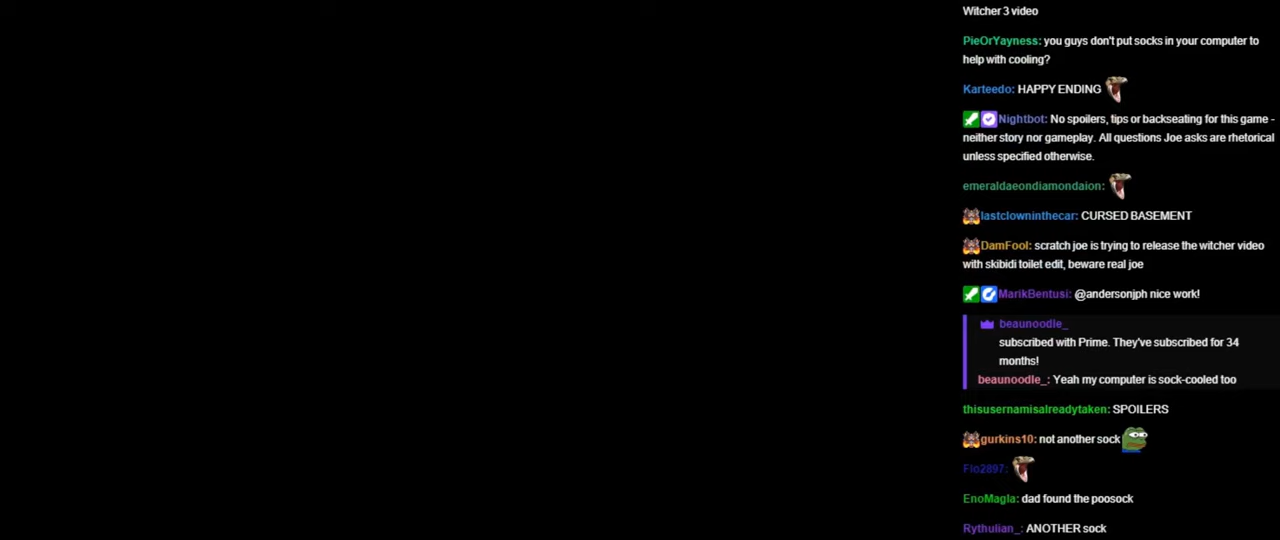 Witcher 3 video
PieOrYayness: you guys don't put socks in your computer to
help with cooling?
Karteedo: HAPPY ENDING
Nightbot: No spoilers, tips or backseating for this game -
neither story nor gameplay. All questions Joe asks are rhetorical
unless specified otherwise.
emeraldaeondiamondaion:
lastclowninthecar: CURSED BASEMENT
DamFool: scratch joe is trying to release the witcher video
with skibidi toilet edit, beware real joe
MarikBentusi: @andersonjph nice work!
beaunoodle_
subscribed with Prime. They've subscribed for 34
months!
beaunoodle_: Yeah my computer is sock-cooled too
thisusernamisalreadytaken: SPOILERS
gurkins10: not another sock
Flo2897:
EnoMagla: dad found the poosock
Rythulian_: ANOTHER sock